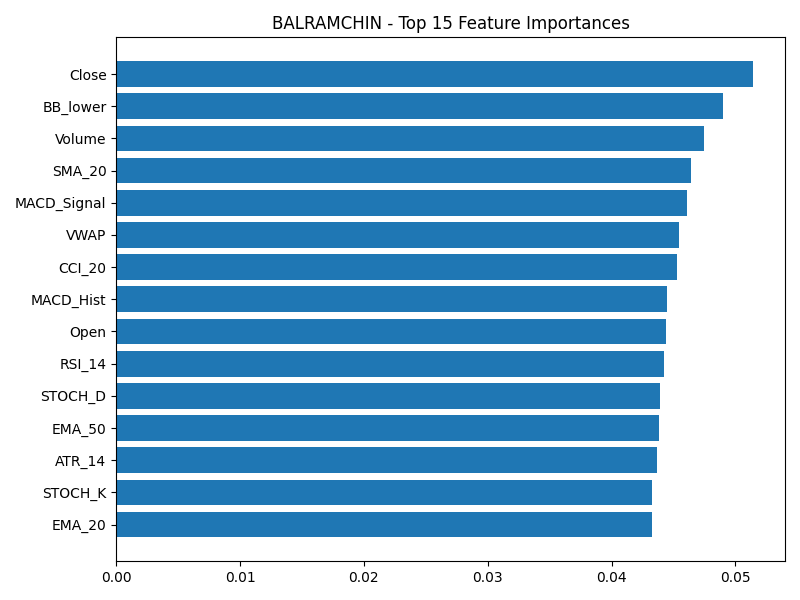 BALRAMCHIN - Top 15 Feature Importances
Close
BB_lower
Volume
SMA_20
MACD_Signal
VWAP
CCI_20
MACD_Hist
Open
RSI_14
STOCH_D
EMA_50
ATR_14
STOCH_K
EMA_20
0.00 0.01 0.02 0.03 0.04 0.05